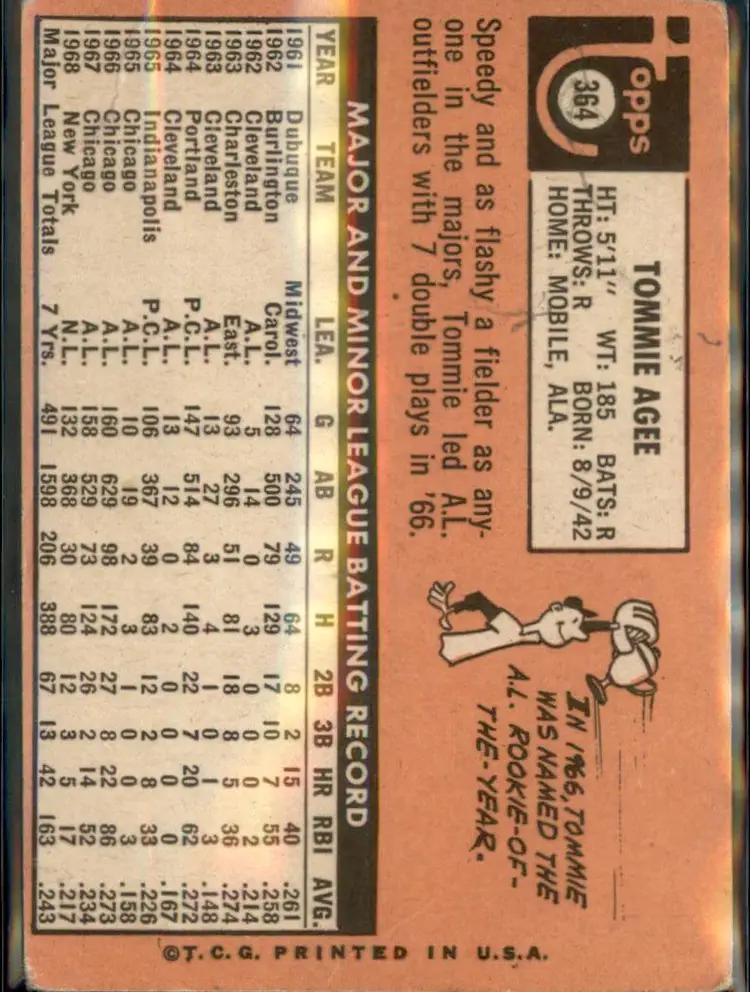 Topps
364
TOMMIE AGEE
HT: 5'11" WT: 185 BATS: R
THROWS: R BORN: 8/9/42
HOME: MOBILE, ALA.
Speedy and as flashy a fielder as any-
one in the majors, Tommie led A.L.
outfielders with 7 double plays in '66.
IN 1966, TOMMIE
WAS NAMED THE
A.L. ROOKIE-OF-
THE-YEAR.
MAJOR AND MINOR LEAGUE BATTING RECORD
YEAR TEAM LEA. G AB R H 2B 3B HR RBI AVG.
1961 Dubuque Midwest 64 245 49 64 8 2 15 40 .261
1962 Burlington Carol. 128 500 79 129 17 10 7 55 .258
1962 Cleveland A.L. 5 14 0 3 0 0 0 2 .214
1963 Charleston East. 93 296 51 81 18 8 5 36 .274
1963 Cleveland A.L. 13 27 3 4 1 0 1 3 .148
1964 Portland P.C.L. 147 514 84 140 22 7 20 62 .272
1964 Cleveland A.L. 13 12 0 2 0 0 0 0 .167
1965 Indianapolis P.C.L. 106 367 39 83 12 2 8 33 .226
1965 Chicago A.L. 10 19 2 3 1 0 0 3 .158
1966 Chicago A.L. 160 629 98 172 27 8 22 86 .273
1967 Chicago A.L. 158 529 73 124 26 2 14 52 .234
1968 New York N.L. 132 368 30 80 12 3 5 17 .217
Major League Totals 7 Yrs. 491 1598 206 388 67 13 42 163 .243
©T.C.G. PRINTED IN U.S.A.